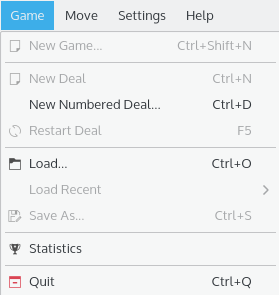 Game Move Settings Help
New Game... Ctrl+Shift+N
New Deal Ctrl+N
New Numbered Deal... Ctrl+D
Restart Deal F5
Load... Ctrl+O
Load Recent
Save As... Ctrl+S
Statistics
Quit Ctrl+Q